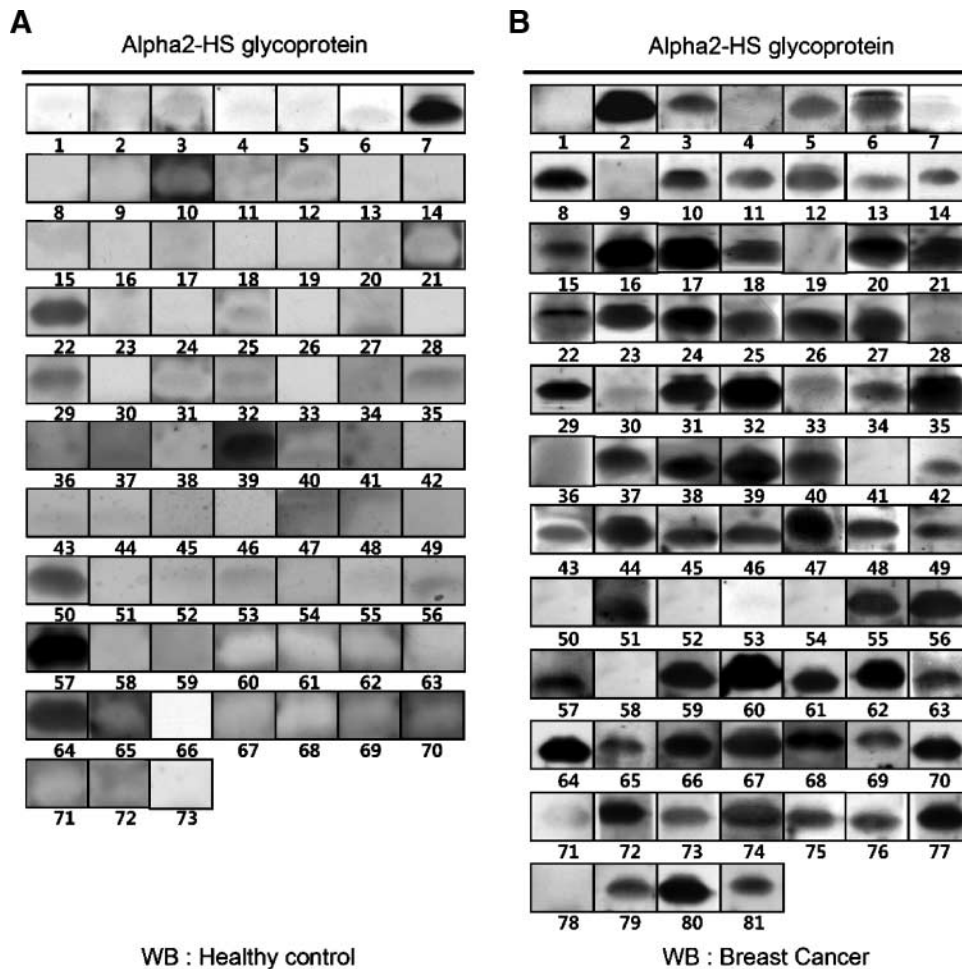 A
Alpha2-HS glycoprotein
1 2 3 4 5 6 7
8 9 10 11 12 13 14
15 16 17 18 19 20 21
22 23 24 25 26 27 28
29 30 31 32 33 34 35
36 37 38 39 40 41 42
43 44 45 46 47 48 49
50 51 52 53 54 55 56
57 58 59 60 61 62 63
64 65 66 67 68 69 70
71 72 73
WB : Healthy control
B
Alpha2-HS glycoprotein
1 2 3 4 5 6 7
8 9 10 11 12 13 14
15 16 17 18 19 20 21
22 23 24 25 26 27 28
29 30 31 32 33 34 35
36 37 38 39 40 41 42
43 44 45 46 47 48 49
50 51 52 53 54 55 56
57 58 59 60 61 62 63
64 65 66 67 68 69 70
71 72 73 74 75 76 77
78 79 80 81
WB : Breast Cancer